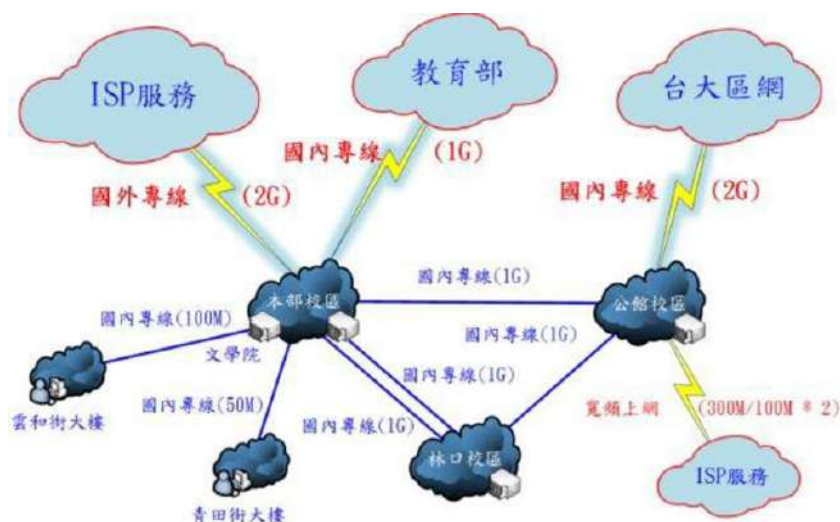 ISP服務
教育部
台大區網
國外專線 (2G)
國內專線 (1G)
國內專線 (2G)
本部校區
國內專線(1G)
公館校區
國內專線(100M)
文學院
國內專線(1G)
雲和街大樓
國內專線(50M)
國內專線(1G)
國內專線(1G)
寬頻上網 (300M/100M * 2)
林口校區
青田街大樓
ISP服務